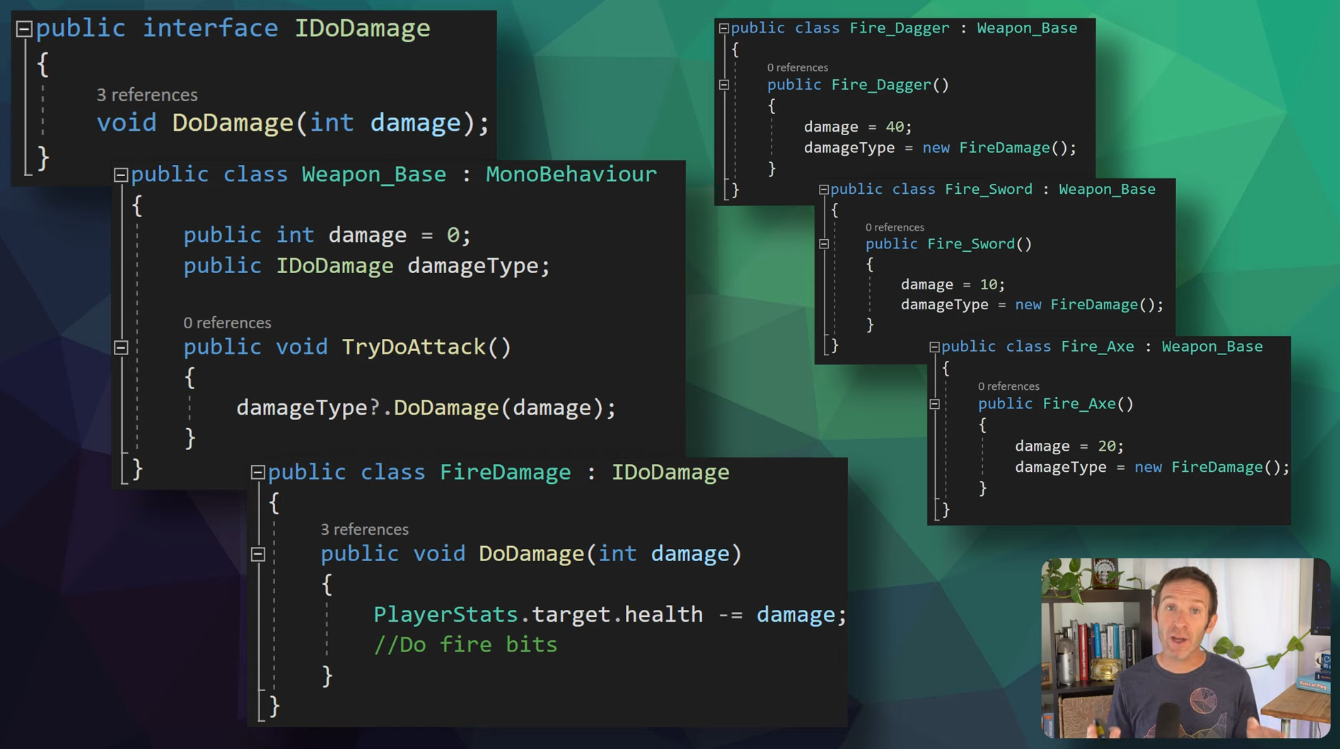 public interface IDoDamage
{
3 references
void DoDamage(int damage);
}
public class Weapon_Base : MonoBehaviour
{
public int damage = 0;
public IDoDamage damageType;
0 references
public void TryDoAttack()
{
damageType?.DoDamage(damage);
}
}
public class FireDamage : IDoDamage
{
3 references
public void DoDamage(int damage)
{
PlayerStats.target.health -= damage;
//Do fire bits
}
}
public class Fire_Dagger : Weapon_Base
{
0 references
public Fire_Dagger()
{
damage = 40;
damageType = new FireDamage();
}
}
public class Fire_Sword : Weapon_Base
{
0 references
public Fire_Sword()
{
damage = 10;
damageType = new FireDamage();
}
}
public class Fire_Axe : Weapon_Base
{
0 references
public Fire_Axe()
{
damage = 20;
damageType = new FireDamage();
}
}